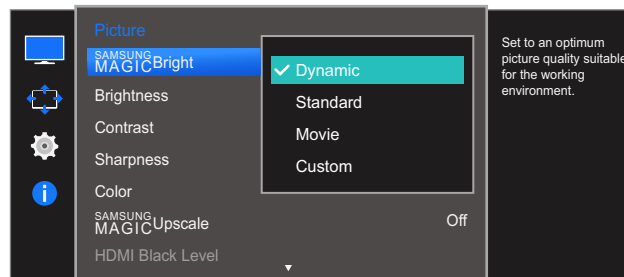 Picture
SAMSUNG
MAGICBright
Brightness
Contrast
Sharpness
Color
SAMSUNG
MAGICUpscale
Off
HDMI Black Level
Dynamic
Standard
Movie
Custom
Set to an optimum
picture quality suitable
for the working
environment.